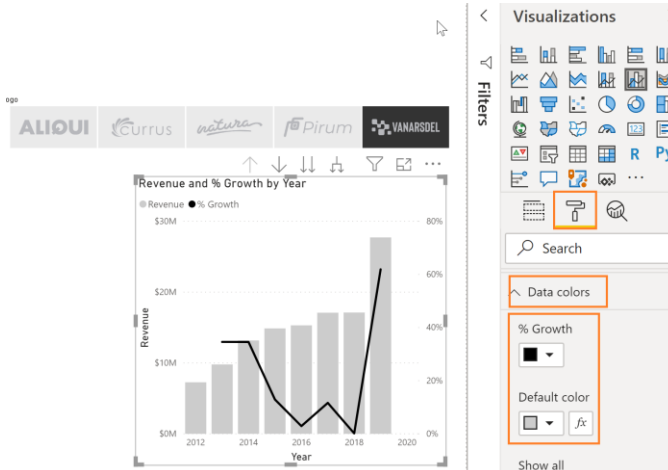 Visualizations
Filters
ogo
ALIQUI
Currus
natura
Pirum
VANARSDEL
123
R
Py
Revenue and % Growth by Year
Revenue
% Growth
$30M
80%
$20M
60%
40%
$10M
20%
$0M
0%
Revenue
2012
2014
2016
2018
2020
Year
Search
Data colors
% Growth
Default color
fx
Show all